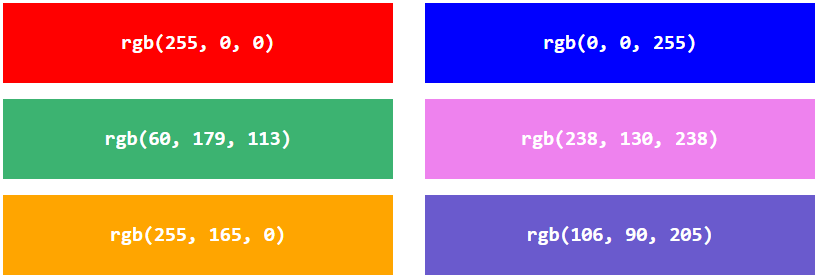 rgb(255, 0, 0)
rgb(0, 0, 255)
rgb(60, 179, 113)
rgb(238, 130, 238)
rgb(255, 165, 0)
rgb(106, 90, 205)